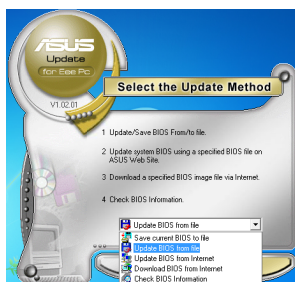 ASUS
Update
for Eee Pc
V1.02.01
Select the Update Method
1 Update/Save BIOS From/to file.
2 Update system BIOS using a specified BIOS file on
ASUS Web Site.
3 Download a specified BIOS image file via Internet.
4 Check BIOS Information.
Update BIOS from file
Save current BIOS to file
Update BIOS from file
Update BIOS from Internet
Download BIOS from Internet
Check BIOS Information